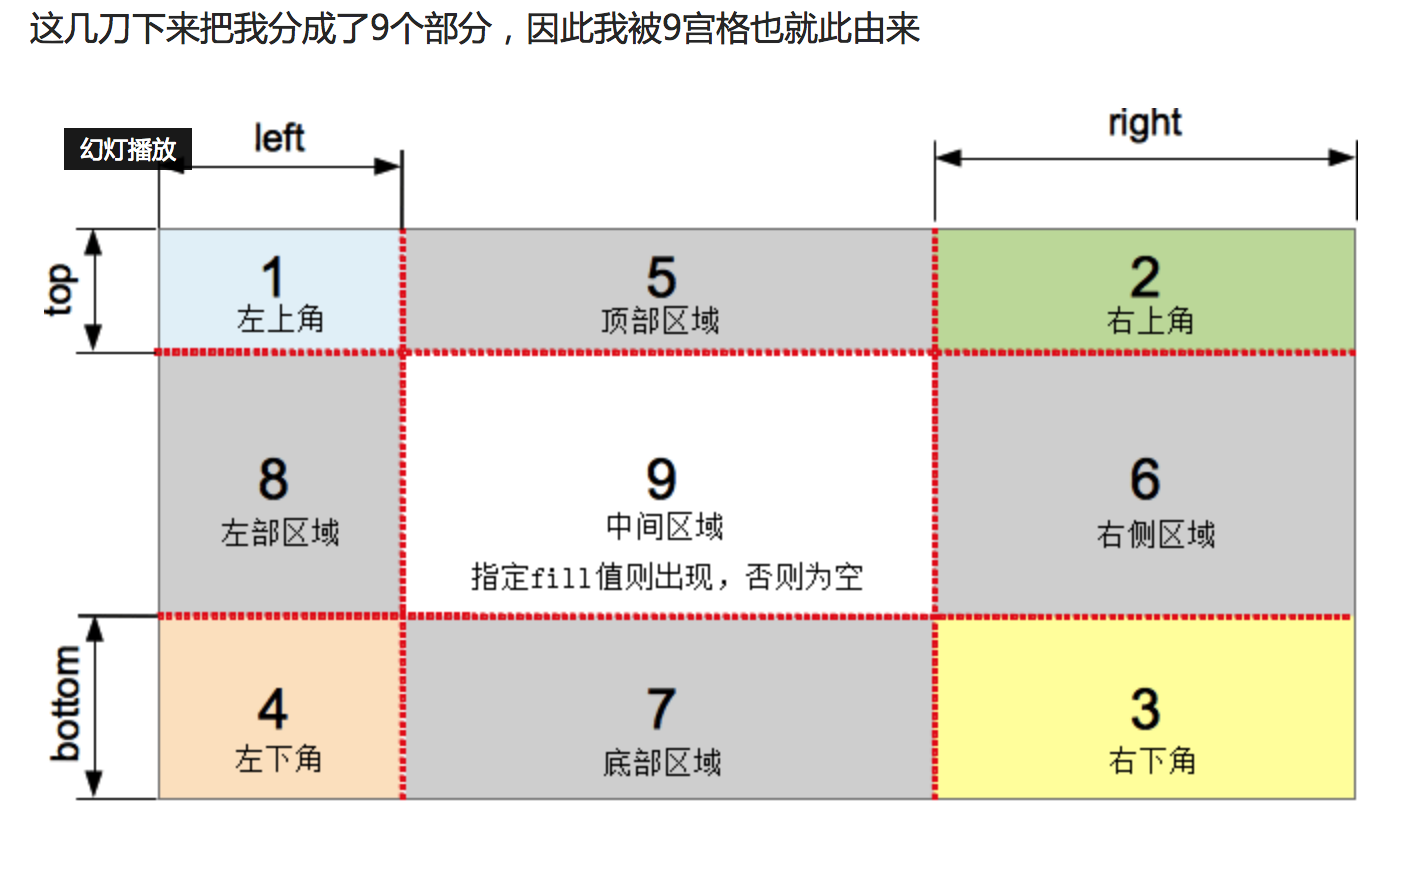 这几刀下来把我分成了9个部分，因此我被9宫格也就此由来
right
left
幻灯播放
top
1
左上角
5
顶部区域
2
右上角
8
左部区域
9
中间区域
指定fill值则出现，否则为空
6
右侧区域
bottom
4
左下角
7
底部区域
3
右下角